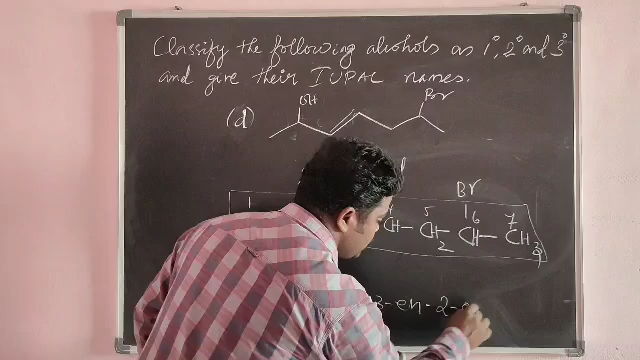 Classify the following alcohols as 1°, 2° and 3°
and give their IUPAC names.
OH Br
(d)
Br
1 5 6 7
CH – CH2 – CH – CH3
3-en-2-o